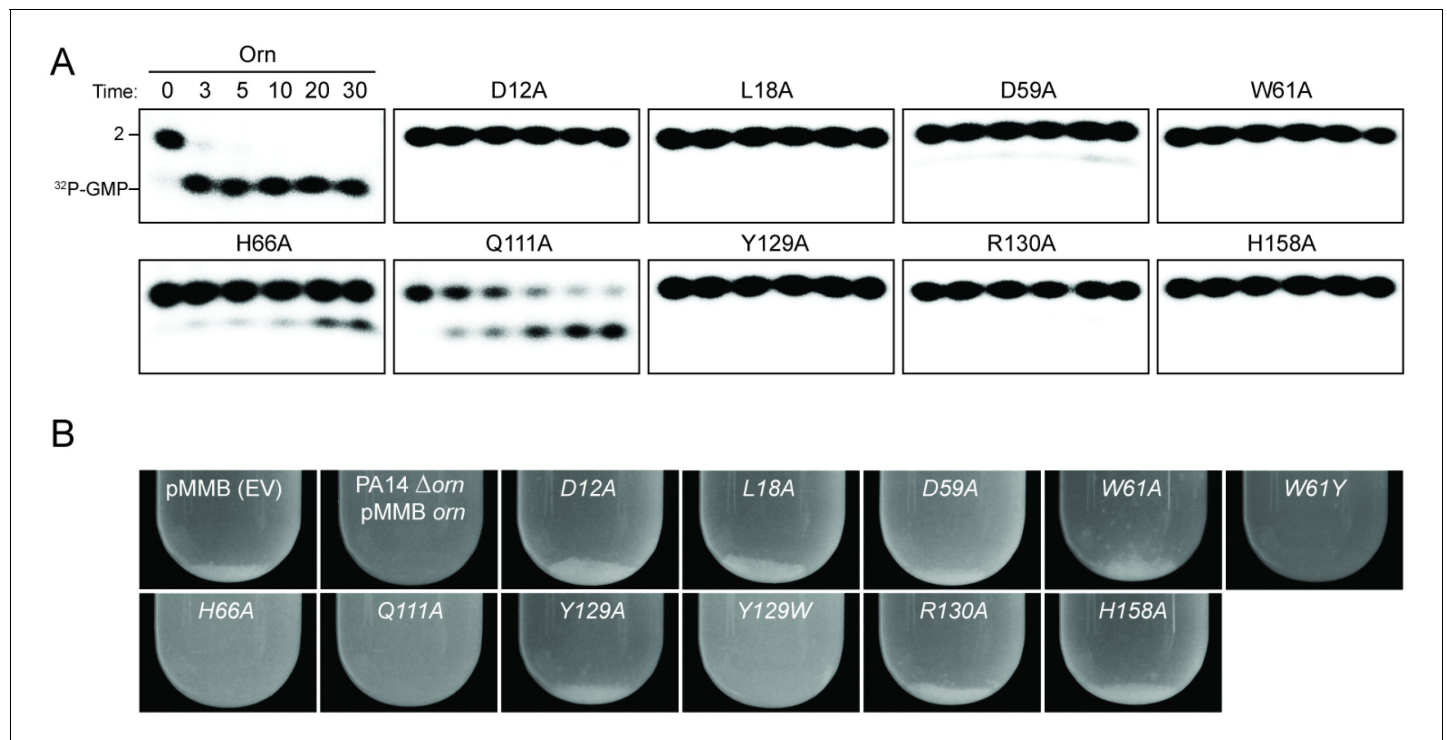 A
Orn
Time: 0 3 5 10 20 30
D12A L18A D59A W61A
2
³²P-GMP
H66A Q111A Y129A R130A H158A
B
pMMB (EV) PA14 Δorn D12A L18A D59A W61A W61Y
pMMB orn
H66A Q111A Y129A Y129W R130A H158A